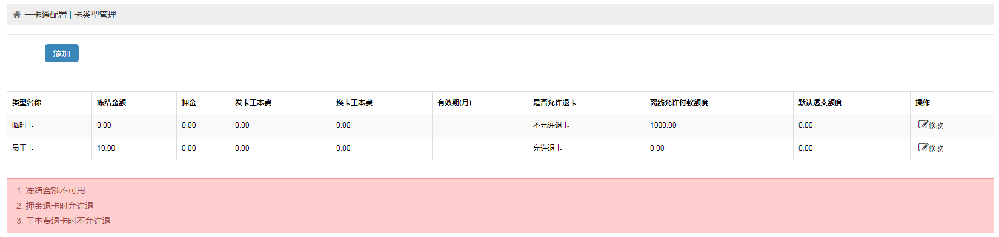 一卡通配置 | 卡类型管理
添加
类型名称 冻结金额 押金 发卡工本费 换卡工本费 有效期(月) 是否允许退卡 离线允许付款额度 默认透支额度 操作
临时卡 0.00 0.00 0.00 0.00 不允许退卡 1000.00 0.00 修改
员工卡 10.00 0.00 0.00 0.00 允许退卡 0.00 0.00 修改
1. 冻结金额不可用
2. 押金退卡时允许退
3. 工本费退卡时不允许退